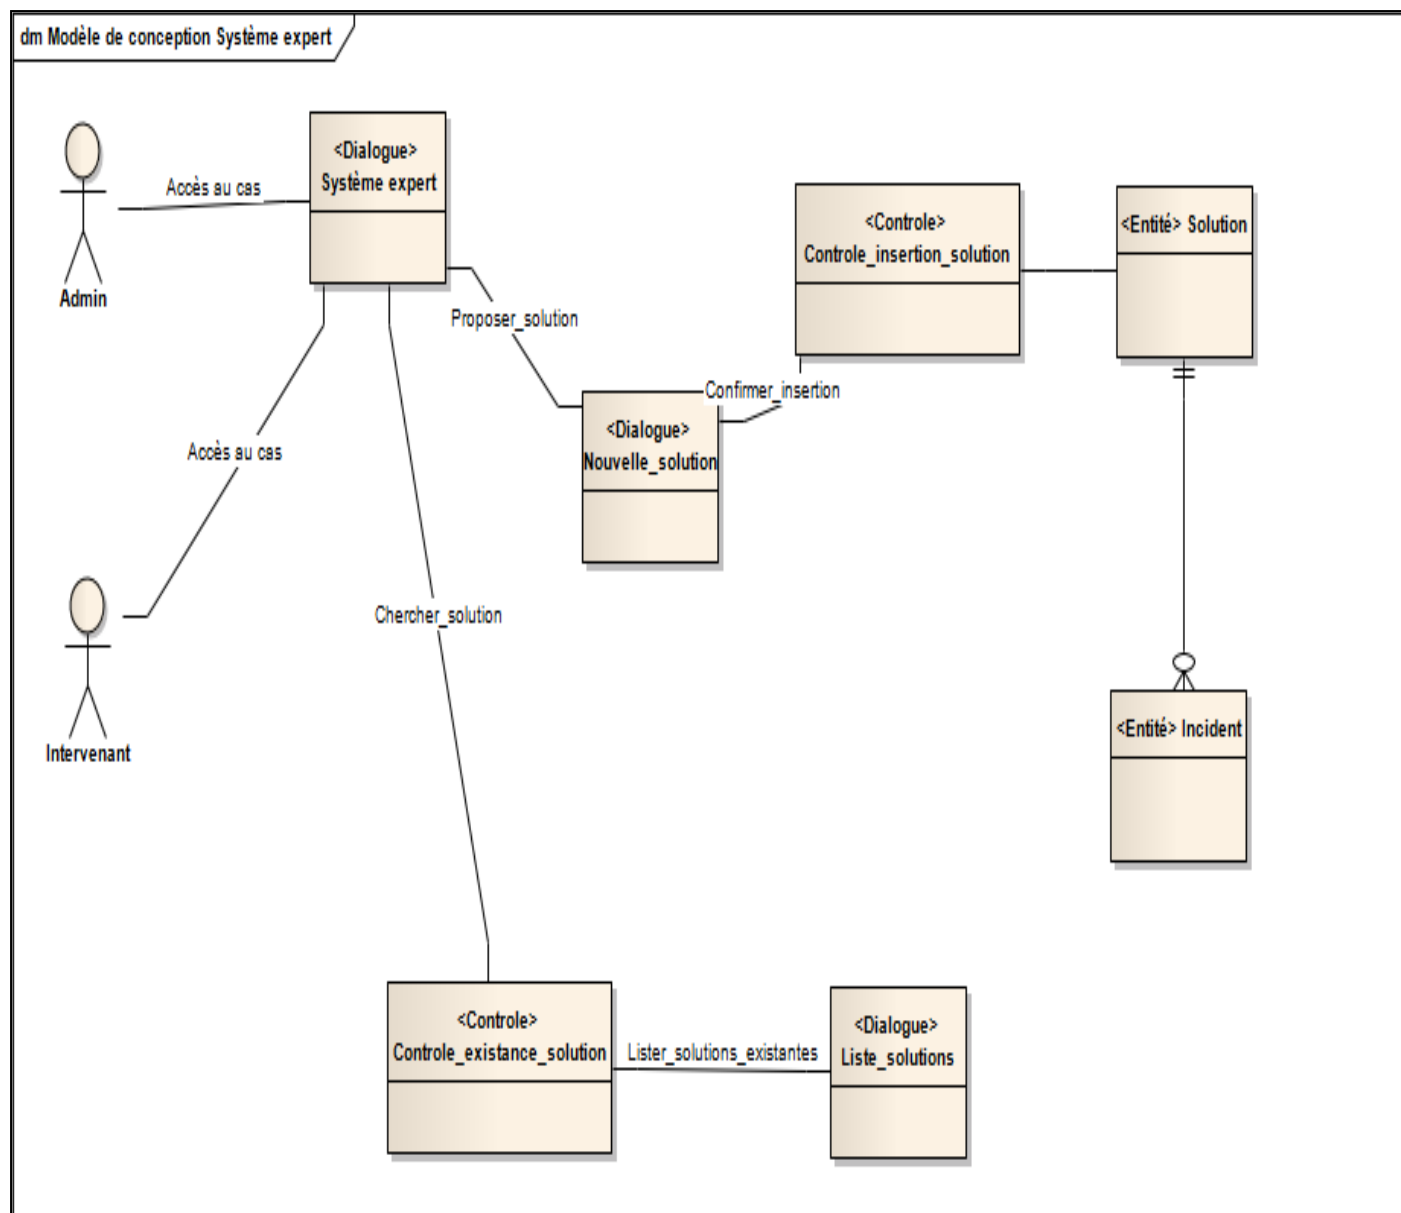 dm Modèle de conception Système expert
<Dialogue>
Système expert
Accès au cas
Admin
<Controle>
Controle_insertion_solution
<Entité> Solution
Proposer_solution
Confirmer_insertion
<Dialogue>
Nouvelle_solution
Accès au cas
Chercher_solution
Intervenant
<Entité> Incident
<Controle>
Controle_existance_solution
Lister_solutions_existantes
<Dialogue>
Liste_solutions